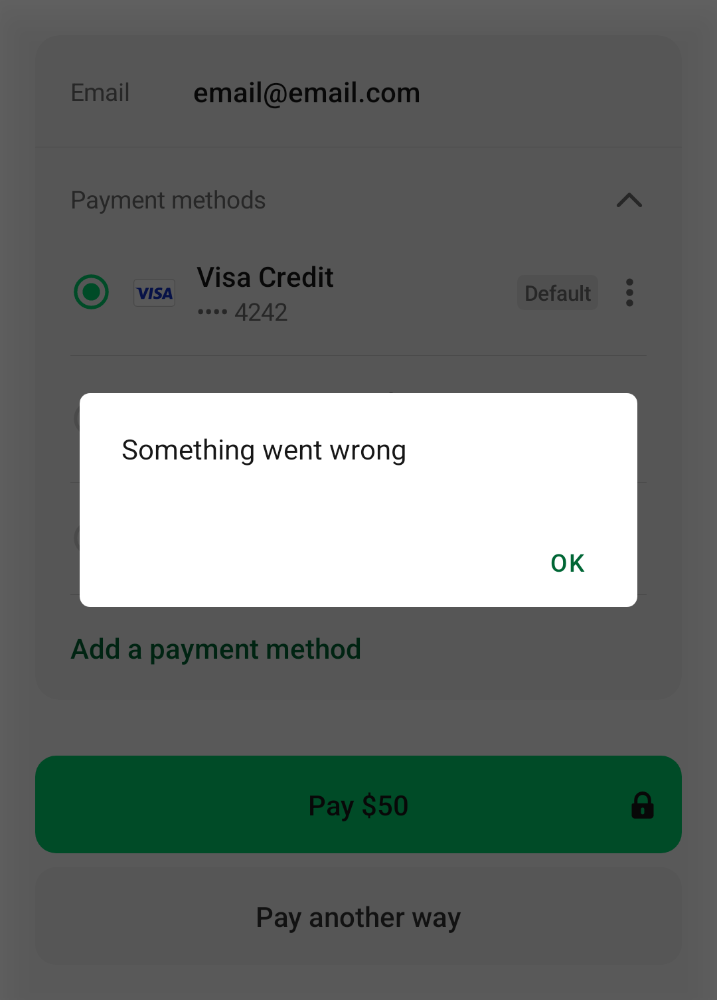 Email email@email.com
Payment methods
VISA Visa Credit Default
•••• 4242
Something went wrong
OK
Add a payment method
Pay $50
Pay another way